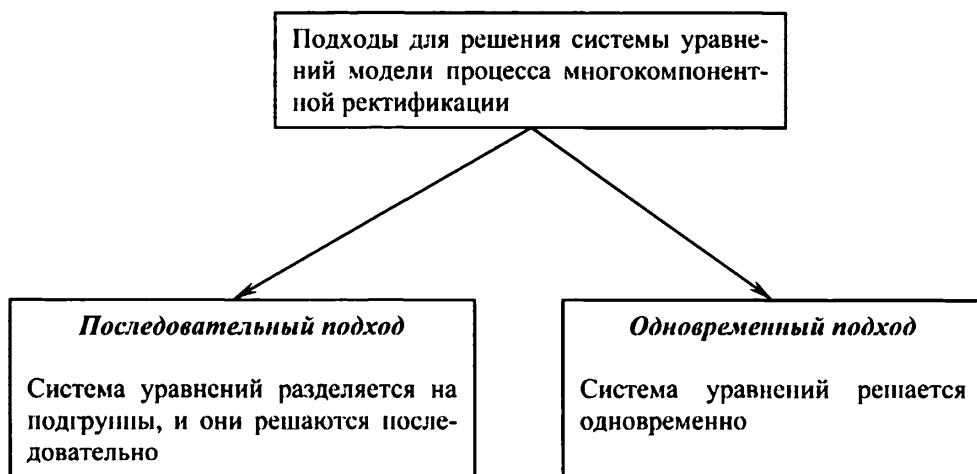 Подходы для решения системы уравне-
ний модели процесса многокомпонент-
ной ректификации
Последовательный подход
Система уравнений разделяется на
подгруппы, и они решаются после-
довательно
Одновременный подход
Система уравнений решается
одновременно